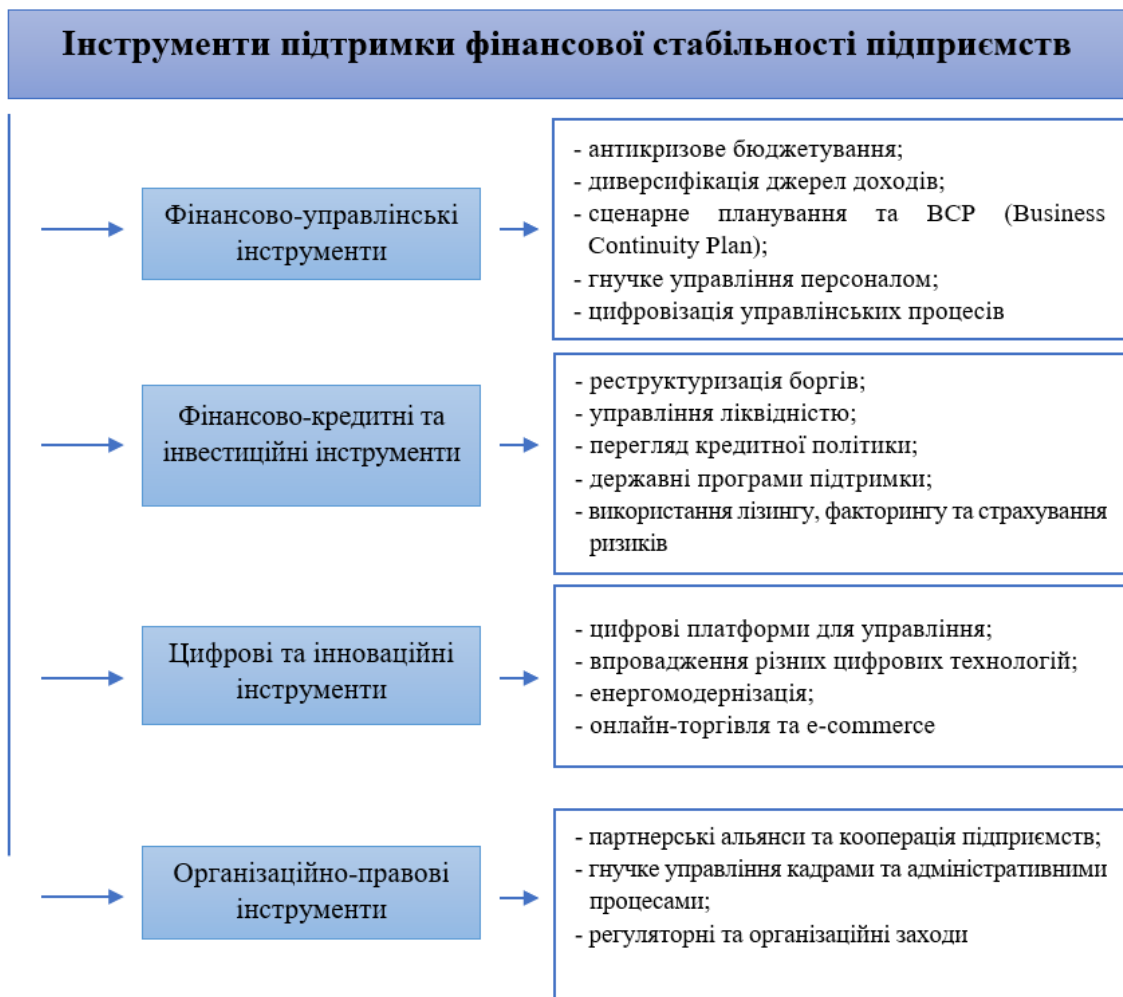 Інструменти підтримки фінансової стабільності підприємств
Фінансово-управлінські
інструменти
- антикризове бюджетування;
- диверсифікація джерел доходів;
- сценарне планування та BCP (Business
Continuity Plan);
- гнучке управління персоналом;
- цифровізація управлінських процесів
Фінансово-кредитні та
інвестиційні інструменти
- реструктуризація боргів;
- управління ліквідністю;
- перегляд кредитної політики;
- державні програми підтримки;
- використання лізингу, факторингу та страхування
ризиків
Цифрові та інноваційні
інструменти
- цифрові платформи для управління;
- впровадження різних цифрових технологій;
- енергомодернізація;
- онлайн-торгівля та e-commerce
Організаційно-правові
інструменти
- партнерські альянси та кооперація підприємств;
- гнучке управління кадрами та адміністративними
процесами;
- регуляторні та організаційні заходи